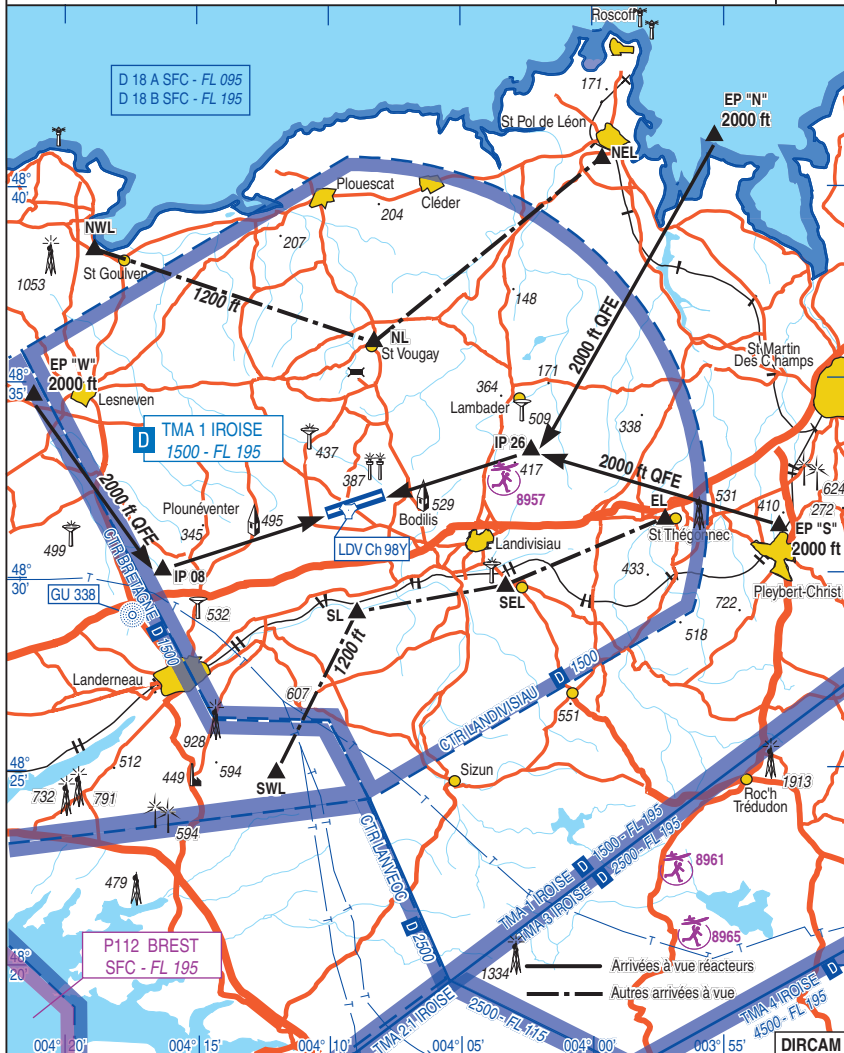 Roscoff
D 18 A SFC - FL 095
D 18 B SFC - FL 195
171
EP "N"
2000 ft
St Pol de Léon
NEL
48°
40'
Plouescat
Cléder
204
NWL
207
St Goulven
1053
1200 ft
148
2000 ft QFE
NL
St Vougay
St Martin
Des Champs
48°
35'
EP "W"
2000 ft
Lesneven
171
364
Lambader
509
338
D
TMA 1 IROISE
1500 - FL 195
437
IP 26
417
387
2000 ft QFE
2000 ft QFE
8957
Plounéventer
495
529
Bodilis
EL
531
410
624
272
345
St Thégonnec
EP "S"
2000 ft
499
LDV Ch 98Y
Landivisiau
48°
30'
IP 08
CTR BRETAGNE D 1500
GU 338
532
433
Pleyber-Christ
SEL
SL
722
518
1200 ft
Landerneau
607
CTR LANDIVISIAU D 1500
551
928
512
594
449
SWL
48°
25'
Sizun
732
791
1913
Roc'h
Trédudon
594
CTR LANVEOC
D 2500
TMA 1 IROISE D 1500 - FL 195
TMA 3 IROISE D 2500 - FL 195
8961
479
8965
P112 BREST
SFC - FL 195
48°
20'
1334
Arrivées à vue réacteurs
Autres arrivées à vue
TMA 2.1 IROISE
2500 - FL 115
TMA 4 IROISE D
4500 - FL 195
004° 20'
004° 15'
004° 10'
004° 05'
004° 00'
003° 55'
DIRCAM